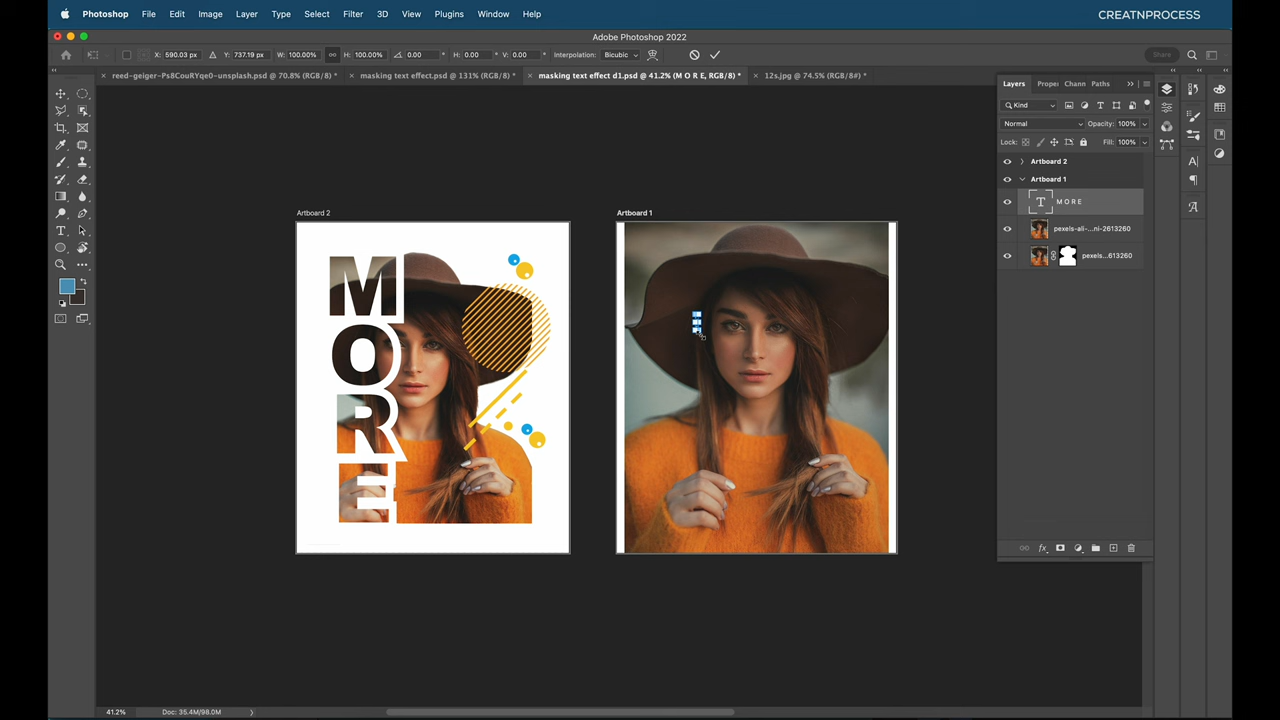 Photoshop File Edit Image Layer Type Select Filter 3D View Plugins Window Help
CREATNPROCESS
Adobe Photoshop 2022
X: 590.03 px Y: 737.19 px W: 100.00% H: 100.00% 0.00 H: 0.00 V: 0.00 Interpolation: Bicubic Share
reed-geiger-Ps8CouRYqe0-unsplash.psd @ 70.8% (RGB/8) * masking text effect.psd @ 131% (RGB/8) * masking text effect d1.psd @ 41.2% (M O R E, RGB/8) * 12s.jpg @ 74.5% (RGB/8#) *
Layers Proper Chann Paths
Kind
Normal Opacity: 100%
Lock: Fill: 100%
Artboard 2
Artboard 1
T M O R E
pexels-ali-...ni-2613260
pexels...613260
Artboard 2
M
O
R
E
Artboard 1
41.2% Doc: 35.4M/98.0M